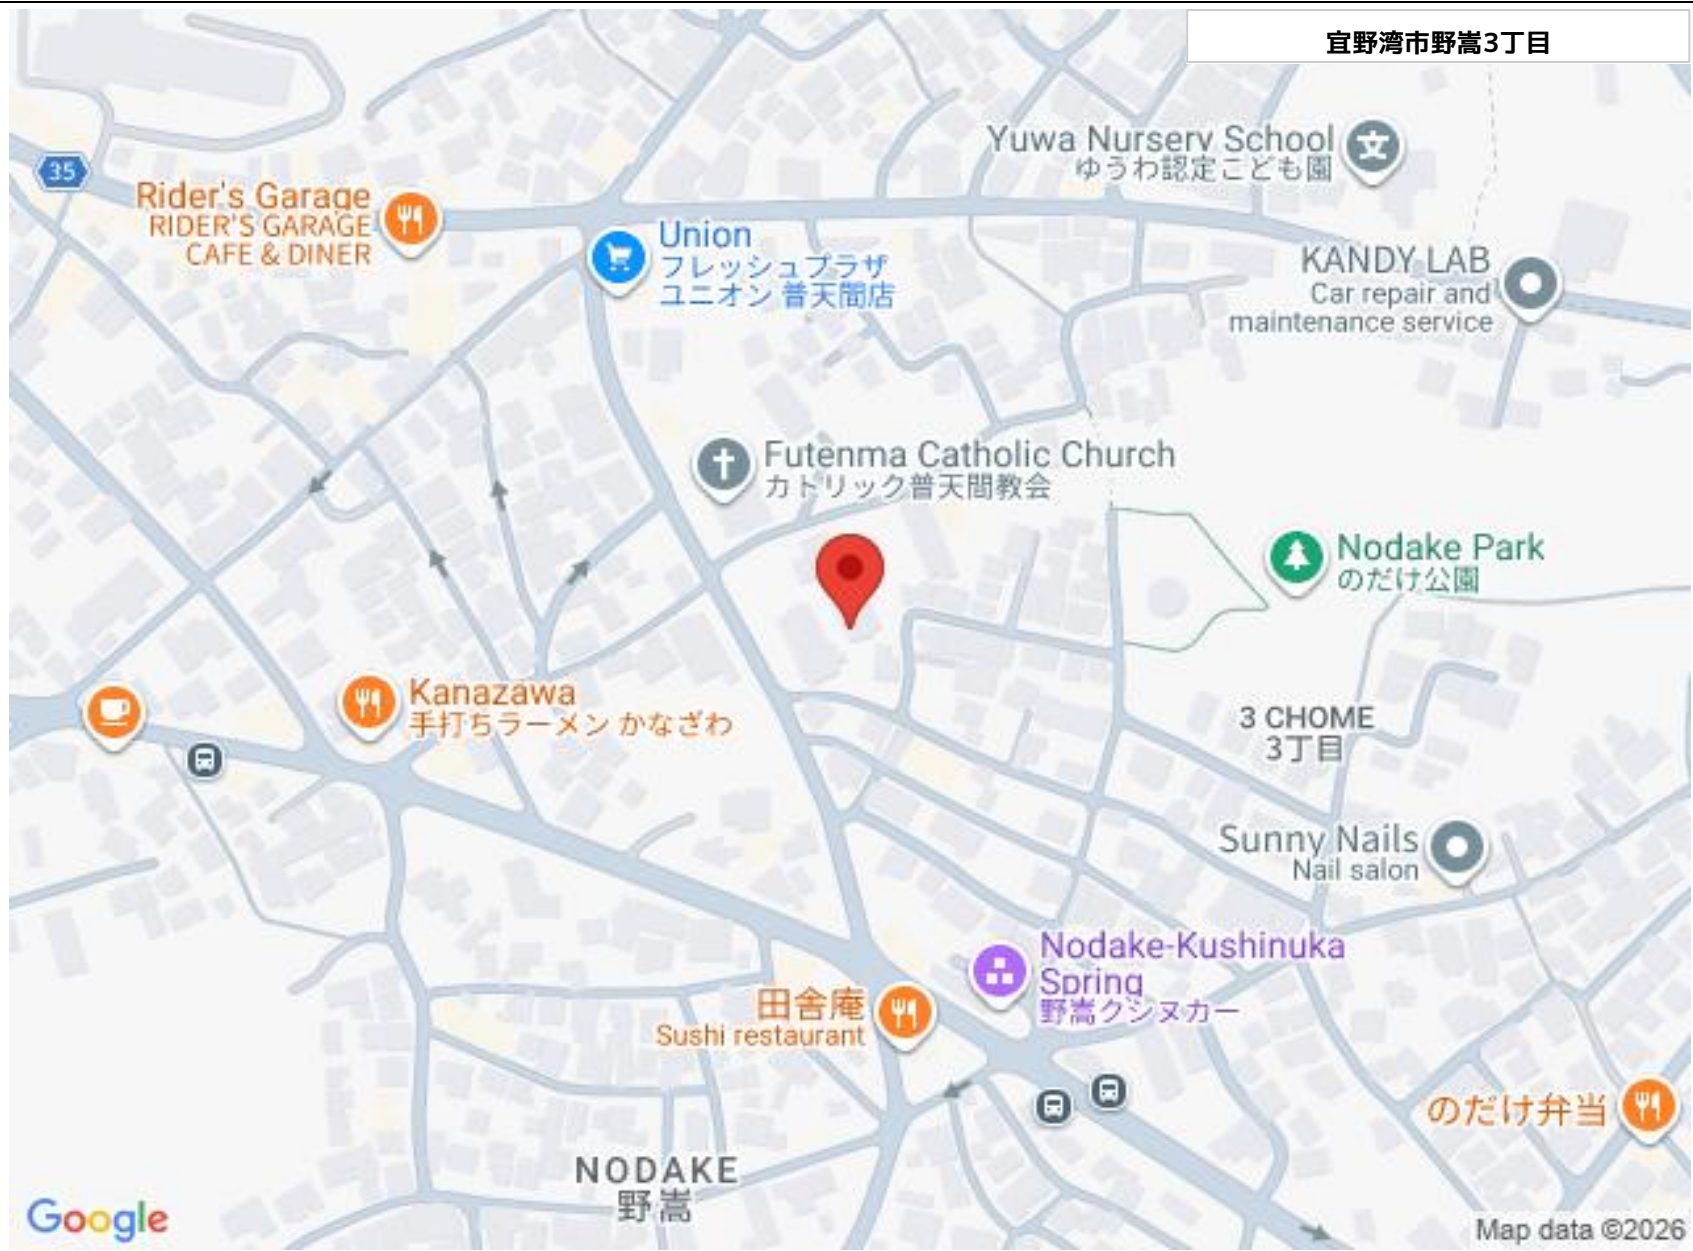 宜野湾市野嵩3丁目
Yuwa Nursery School
ゆうわ認定こども園
35
Rider's Garage
RIDER'S GARAGE
CAFE & DINER
Union
フレッシュプラザ
ユニオン 普天間店
KANDY LAB
Car repair and
maintenance service
Futenma Catholic Church
カトリック普天間教会
Nodake Park
のだけ公園
Kanazawa
手打ちラーメン かなざわ
3 CHOME
3丁目
Sunny Nails
Nail salon
Nodake-Kushinuka
Spring
野嵩クシヌカー
田舎庵
Sushi restaurant
のだけ弁当
NODAKE
野嵩
Google
Map data ©2026